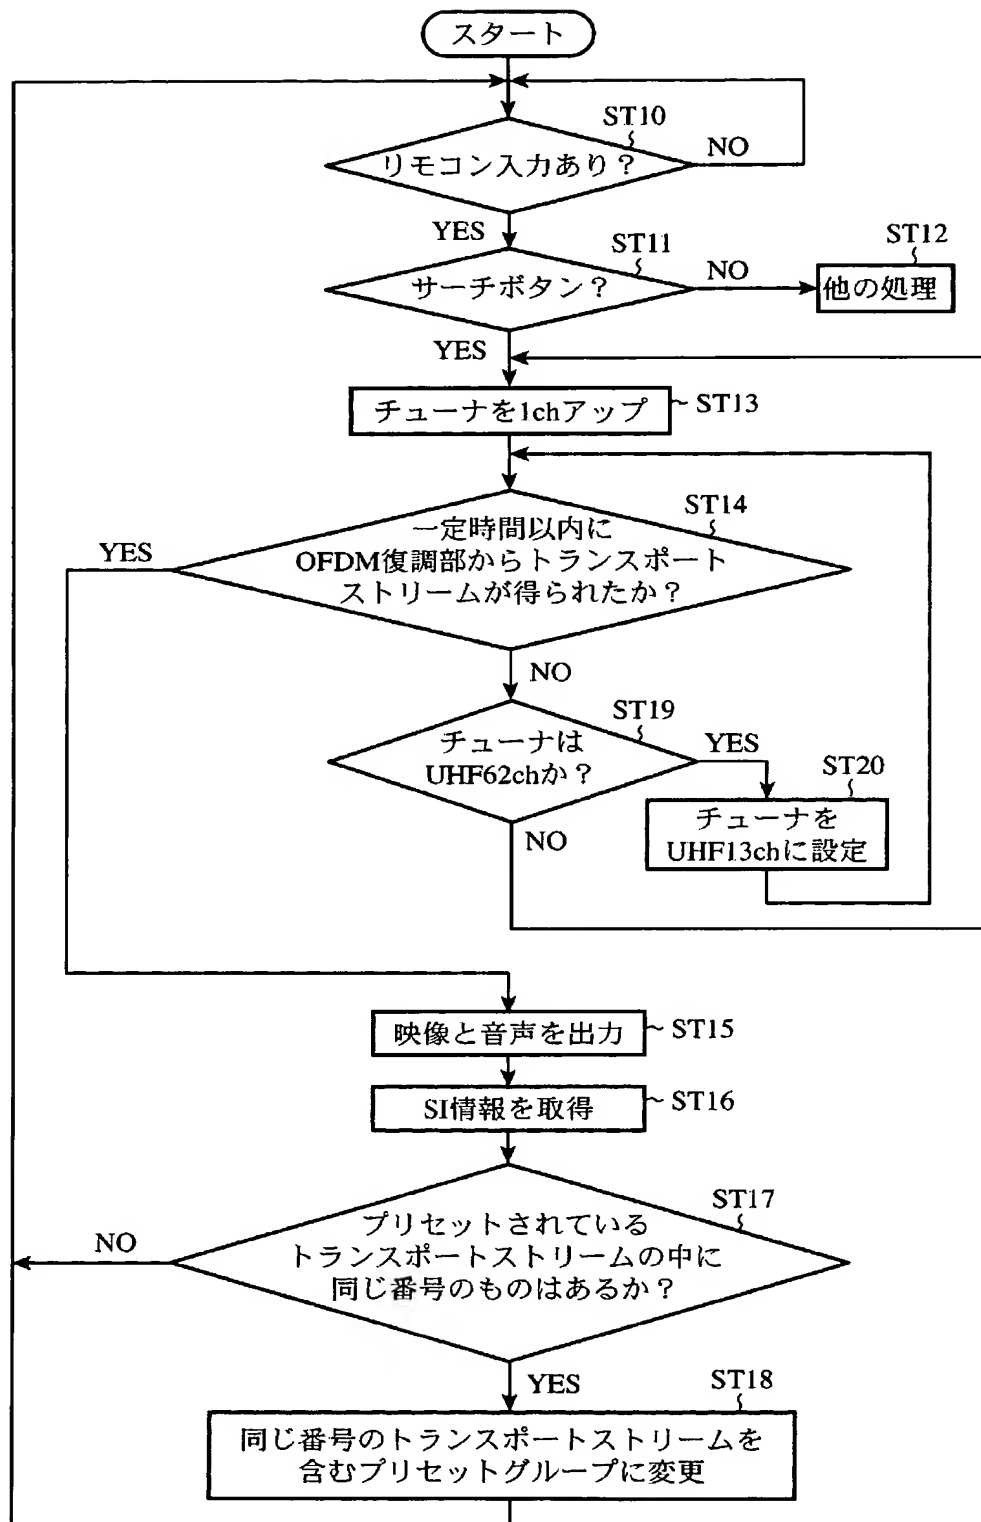 スタート
ST10
リモコン入力あり?
NO
YES
ST11
サーチボタン?
NO
ST12
他の処理
YES
チューナを1chアップ
ST13
ST14
一定時間以内に
OFDM復調部からトランスポート
ストリームが得られたか?
YES
NO
ST19
チューナは
UHF62chか?
YES
ST20
チューナを
UHF13chに設定
NO
映像と音声を出力
ST15
SI情報を取得
ST16
ST17
プリセットされている
トランスポートストリームの中に
同じ番号のものはあるか?
NO
YES
ST18
同じ番号のトランスポートストリームを
含むプリセットグループに変更